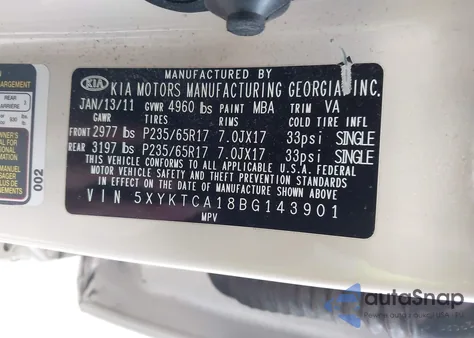 MANUFACTURED BY
KIA KIA MOTORS MANUFACTURING GEORGIA, INC.
JAN/13/11 GVWR 4960 lbs PAINT MBA TRIM VA
GAWR TIRES RIMS COLD TIRE INFL
FRONT 2977 lbs P235/65R17 7.0JX17 33psi SINGLE
REAR 3197 lbs P235/65R17 7.0JX17 33psi SINGLE
THIS VEHICLE CONFORMS TO ALL APPLICABLE U.S.A. FEDERAL
MOTOR VEHICLE SAFETY, AND THEFT PREVENTION STANDARDS
IN EFFECT ON THE DATE OF MANUFACTURE SHOWN ABOVE.
VIN 5XYKTCA18BG143901
MPV
002
autoSnap